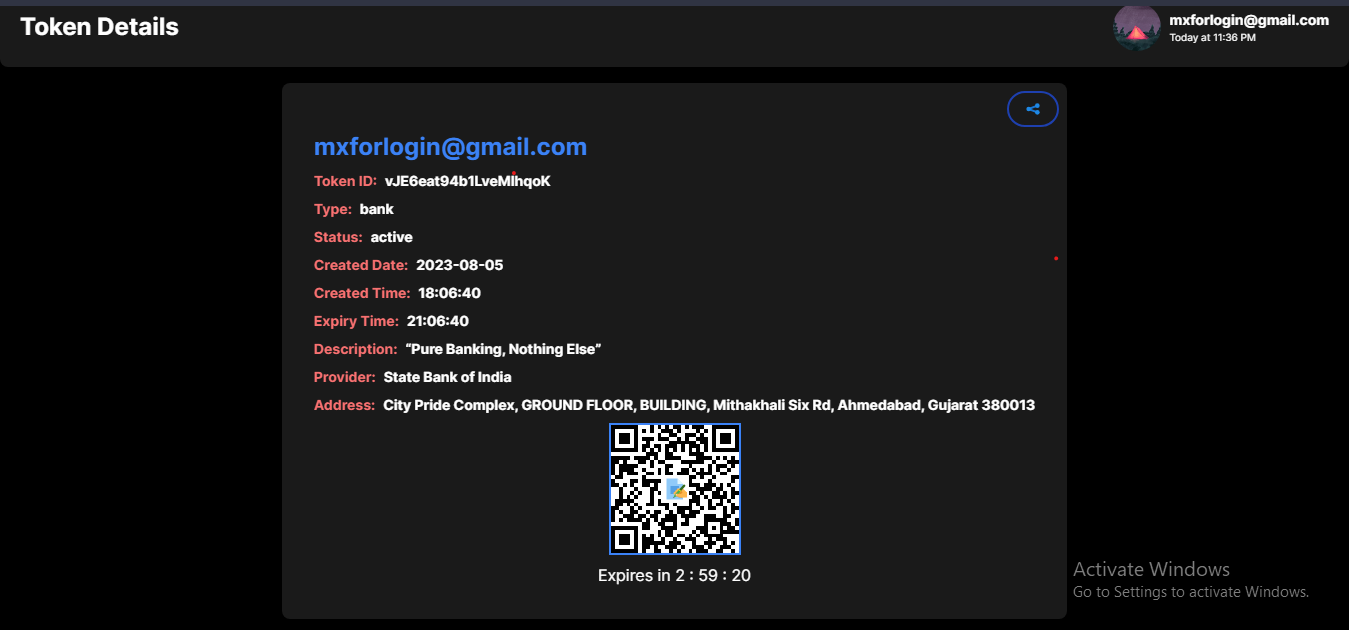 Token Details
mxforlogin@gmail.com
Today at 11:36 PM
mxforlogin@gmail.com
Token ID: vJE6eat94b1LveMlhqoK
Type: bank
Status: active
Created Date: 2023-08-05
Created Time: 18:06:40
Expiry Time: 21:06:40
Description: “Pure Banking, Nothing Else”
Provider: State Bank of India
Address: City Pride Complex, GROUND FLOOR, BUILDING, Mithakhali Six Rd, Ahmedabad, Gujarat 380013
Expires in 2 : 59 : 20
Activate Windows
Go to Settings to activate Windows.